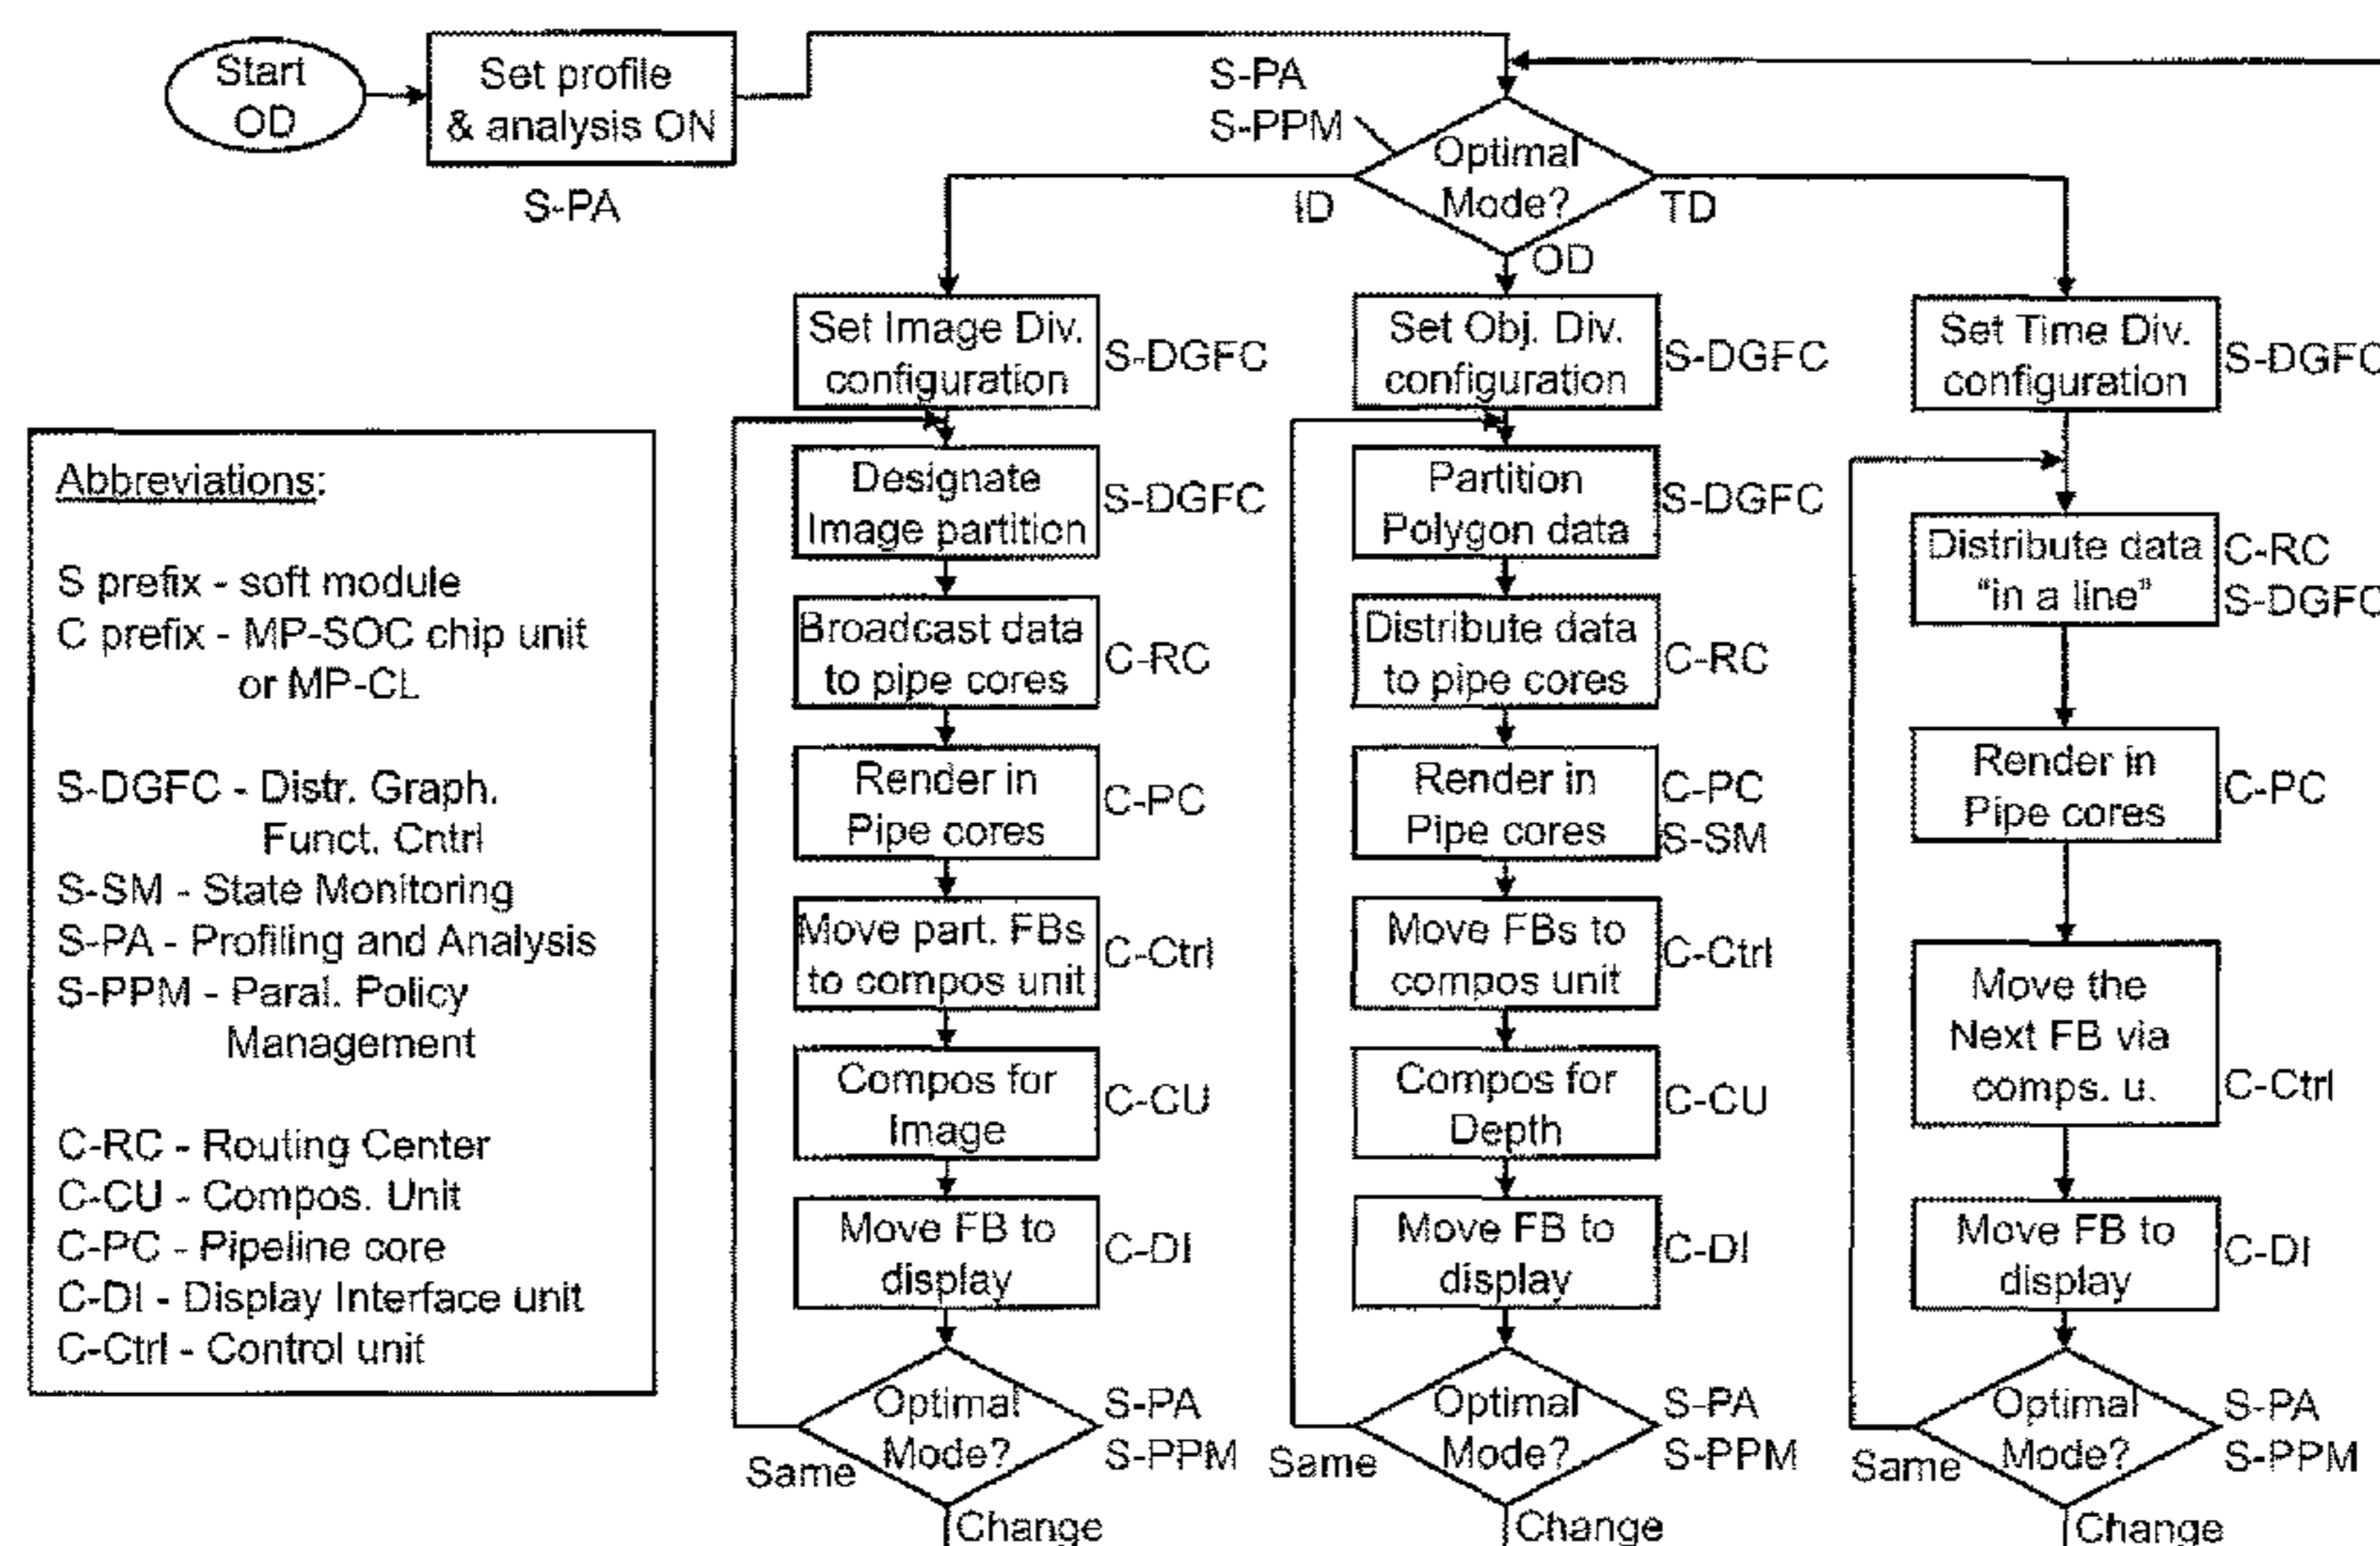 Start
OD
Set profile
& analysis ON
S-PA
S-PA
S-PPM
Optimal
Mode?
ID
TD
OD
Set Image Div.
configuration
S-DGFC
Designate
Image partition
S-DGFC
Broadcast data
to pipe cores
C-RC
Render in
Pipe cores
C-PC
Move part. FBs
to compos unit
C-Ctrl
Compos for
Image
C-CU
Move FB to
display
C-DI
Optimal
Mode?
S-PA
S-PPM
Same
Change
Set Obj. Div.
configuration
S-DGFC
Partition
Polygon data
S-DGFC
Distribute data
to pipe cores
C-RC
Render in
Pipe cores
C-PC
S-SM
Move FBs to
compos unit
C-Ctrl
Compos for
Depth
C-CU
Move FB to
display
C-DI
Optimal
Mode?
S-PA
S-PPM
Same
Change
Set Time Div.
configuration
S-DGFC
Distribute data
“in a line”
C-RC
S-DGFC
Render in
Pipe cores
C-PC
Move the
Next FB via
comps. u.
C-Ctrl
Move FB to
display
C-DI
Optimal
Mode?
S-PA
S-PPM
Same
Change
Abbreviations:
S prefix - soft module
C prefix - MP-SOC chip unit
or MP-CL
S-DGFC - Distr. Graph.
Funct. Cntrl
S-SM - State Monitoring
S-PA - Profiling and Analysis
S-PPM - Paral. Policy
Management
C-RC - Routing Center
C-CU - Compos. Unit
C-PC - Pipeline core
C-DI - Display Interface unit
C-Ctrl - Control unit